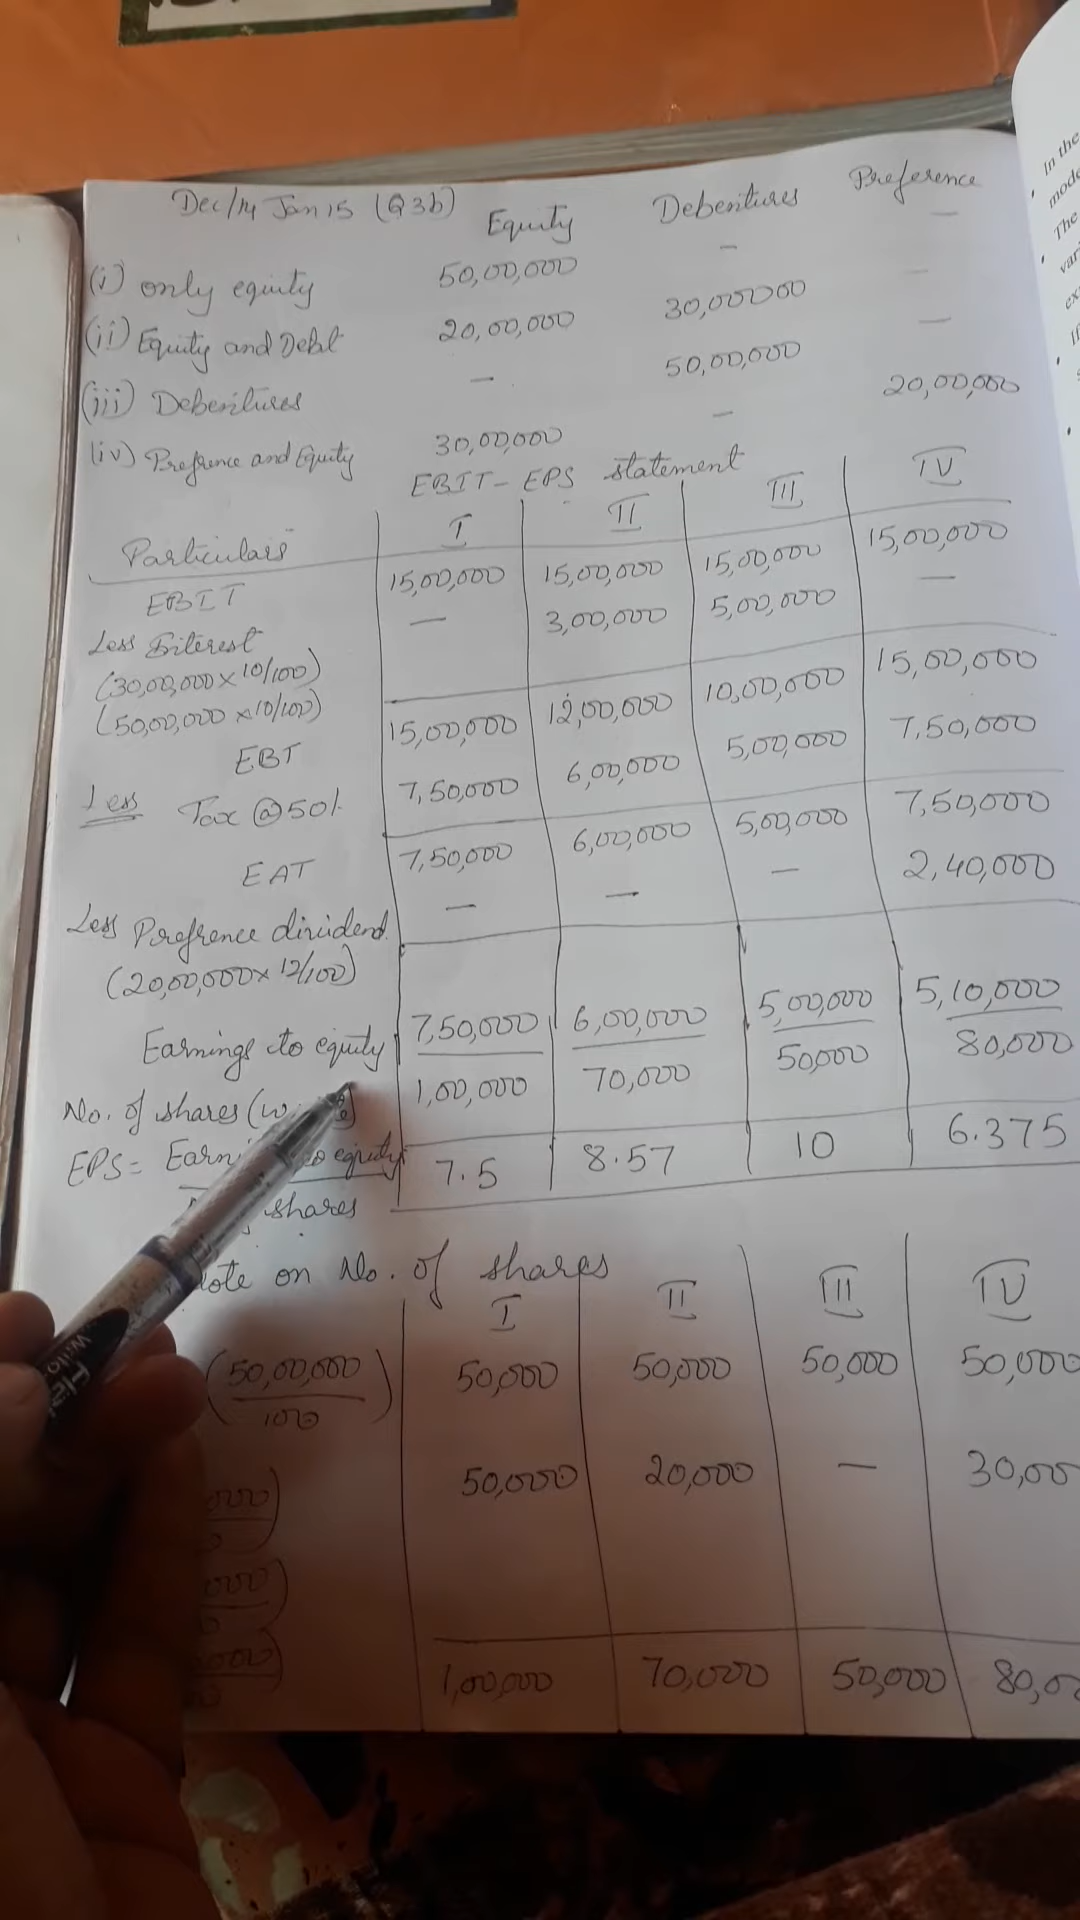 Dec/14 Jan 15 (Q3b) Equity Debentures Preference
(i) only equity 50,00,000 — —
(ii) Equity and Debt 20,00,000 30,00000 —
(iii) Debentures — 50,00,000 —
(iv) Prefrence and Equity 30,00,000 — 20,00,000
EBIT - EPS statement
Particulars I II III IV
EBIT 15,00,000 15,00,000 15,00,000 15,00,000
Less Interest — 3,00,000 5,00,000 —
(30,00,000 x 10/100)
(50,00,000 x 10/100)
EBT 15,00,000 12,00,000 10,00,000 15,00,000
Less Tax @ 50% 7,50,000 6,00,000 5,00,000 7,50,000
EAT 7,50,000 6,00,000 5,00,000 7,50,000
Less Prefrence dividend — — — 2,40,000
(20,00,000 x 12/100)
Earnings to equity 7,50,000 6,00,000 5,00,000 5,10,000
No. of shares 1,00,000 70,000 50,000 80,000
EPS = equity 7.5 8.57 10 6.375
shares
on No. of shares
I II III IV
(50,00,000 50,000 50,000 50,000 50,000
100)
50,000 20,000 —
1,00,000 70,000 50,000
In the
The